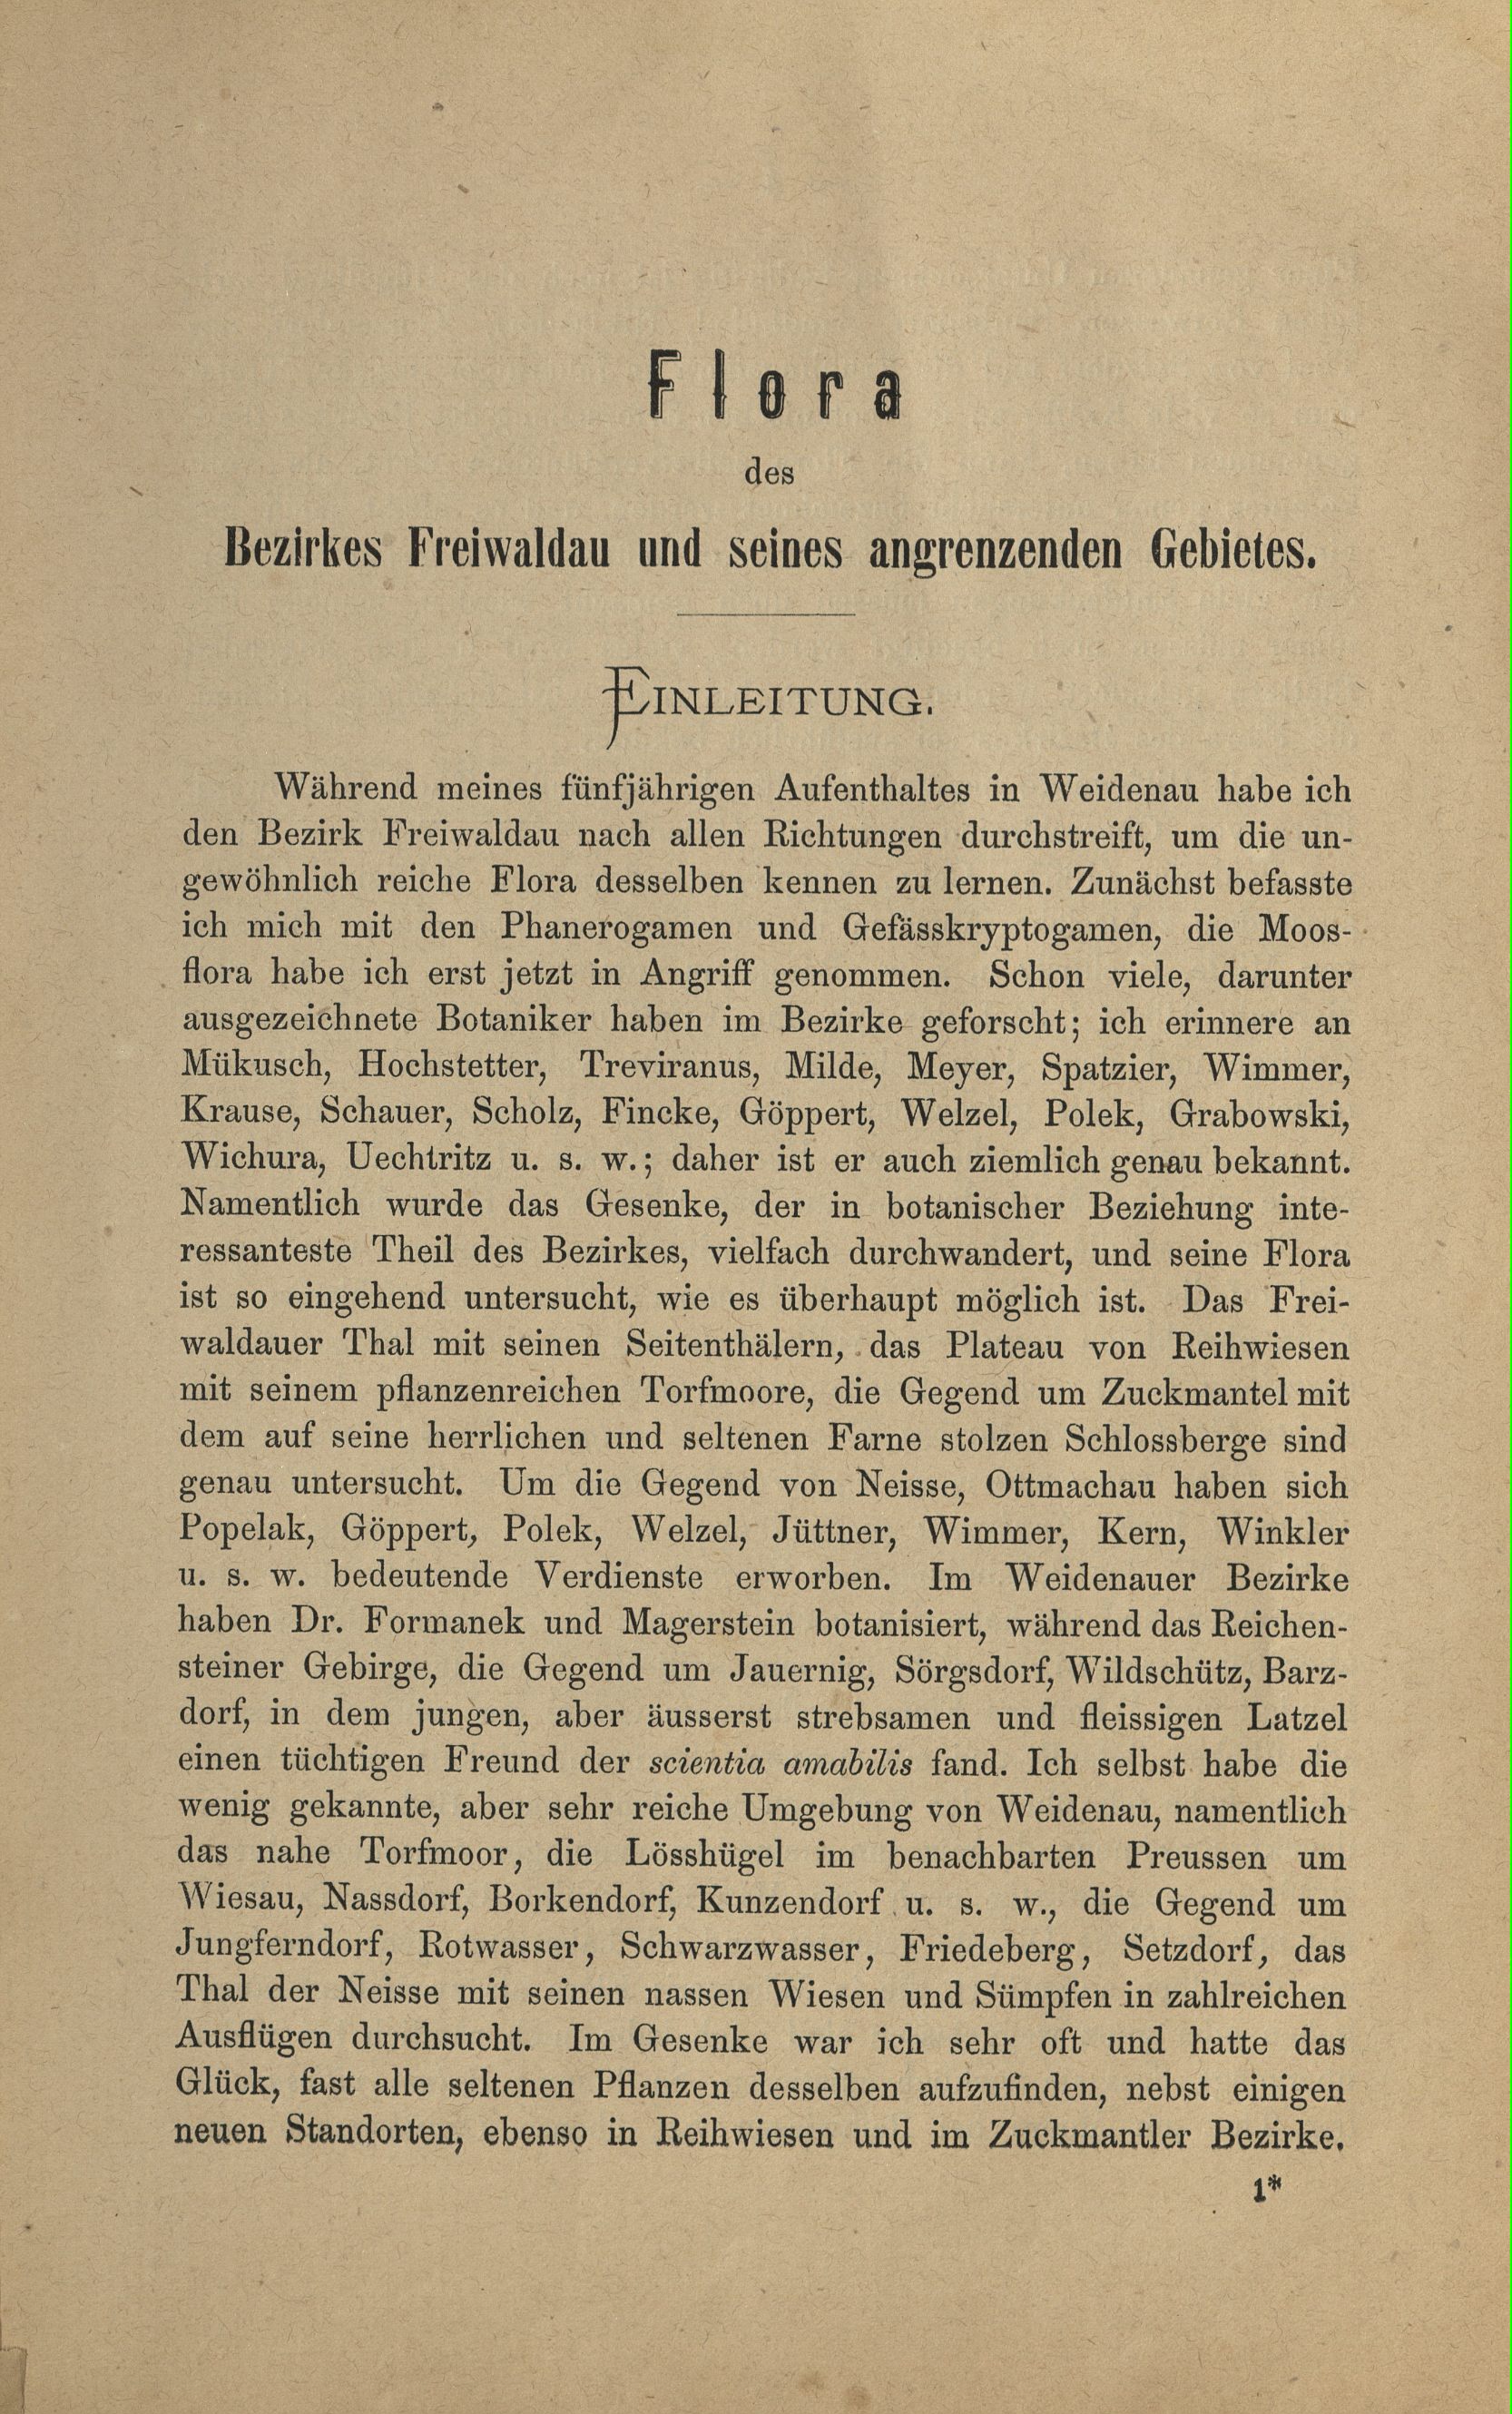 Flora
des
Bezirkes Freiwaldau und seines angrenzenden Gebietes.
EINLEITUNG.
Während meines fünfjährigen Aufenthaltes in Weidenau habe ich
den Bezirk Freiwaldau nach allen Richtungen durchstreift, um die un-
gewöhnlich reiche Flora desselben kennen zu lernen. Zunächst befasste
ich mich mit den Phanerogamen und Gefässkryptogamen, die Moos-
flora habe ich erst jetzt in Angriff genommen. Schon viele, darunter
ausgezeichnete Botaniker haben im Bezirke geforscht; ich erinnere an
Mükusch, Hochstetter, Treviranus, Milde, Meyer, Spatzier, Wimmer,
Krause, Schauer, Scholz, Fincke, Göppert, Welzel, Polek, Grabowski,
Wichura, Uechtritz u. s. w.; daher ist er auch ziemlich genau bekannt.
Namentlich wurde das Gesenke, der in botanischer Beziehung inte-
ressanteste Theil des Bezirkes, vielfach durchwandert, und seine Flora
ist so eingehend untersucht, wie es überhaupt möglich ist. Das Frei-
waldauer Thal mit seinen Seitenthälern, das Plateau von Reihwiesen
mit seinem pflanzenreichen Torfmoore, die Gegend um Zuckmantel mit
dem auf seine herrlichen und seltenen Farne stolzen Schlossberge sind
genau untersucht. Um die Gegend von Neisse, Ottmachau haben sich
Popelak, Göppert, Polek, Welzel, Jüttner, Wimmer, Kern, Winkler
u. s. w. bedeutende Verdienste erworben. Im Weidenauer Bezirke
haben Dr. Formanek und Magerstein botanisiert, während das Reichen-
steiner Gebirge, die Gegend um Jauernig, Sörgsdorf, Wildschütz, Barz-
dorf, in dem jungen, aber äusserst strebsamen und fleissigen Latzel
einen tüchtigen Freund der scientia amabilis fand. Ich selbst habe die
wenig gekannte, aber sehr reiche Umgebung von Weidenau, namentlich
das nahe Torfmoor, die Lösshügel im benachbarten Preussen um
Wiesau, Nassdorf, Borkendorf, Kunzendorf u. s. w., die Gegend um
Jungferndorf, Rotwasser, Schwarzwasser, Friedeberg, Setzdorf, das
Thal der Neisse mit seinen nassen Wiesen und Sümpfen in zahlreichen
Ausflügen durchsucht. Im Gesenke war ich sehr oft und hatte das
Glück, fast alle seltenen Pflanzen desselben aufzufinden, nebst einigen
neuen Standorten, ebenso in Reihwiesen und im Zuckmantler Bezirke.
1*